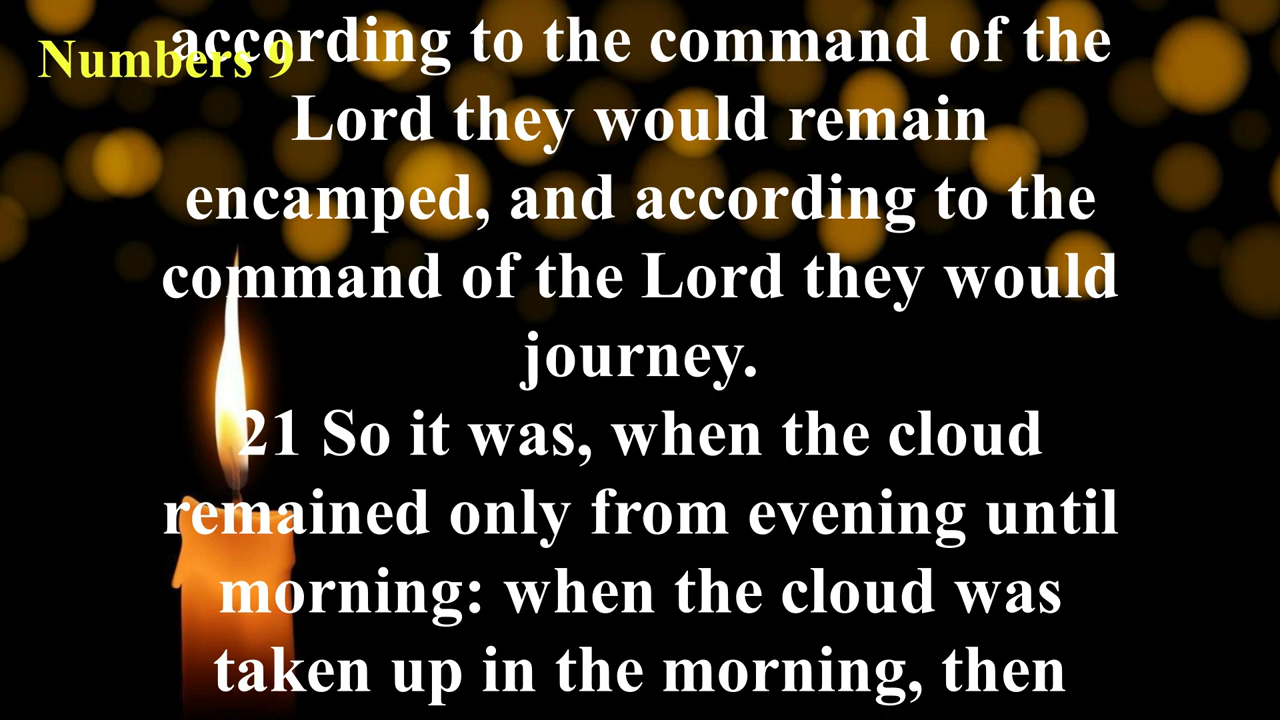 Numbers 9
according to the command of the
Lord they would remain
encamped, and according to the
command of the Lord they would
journey.
21 So it was, when the cloud
remained only from evening until
morning: when the cloud was
taken up in the morning, then